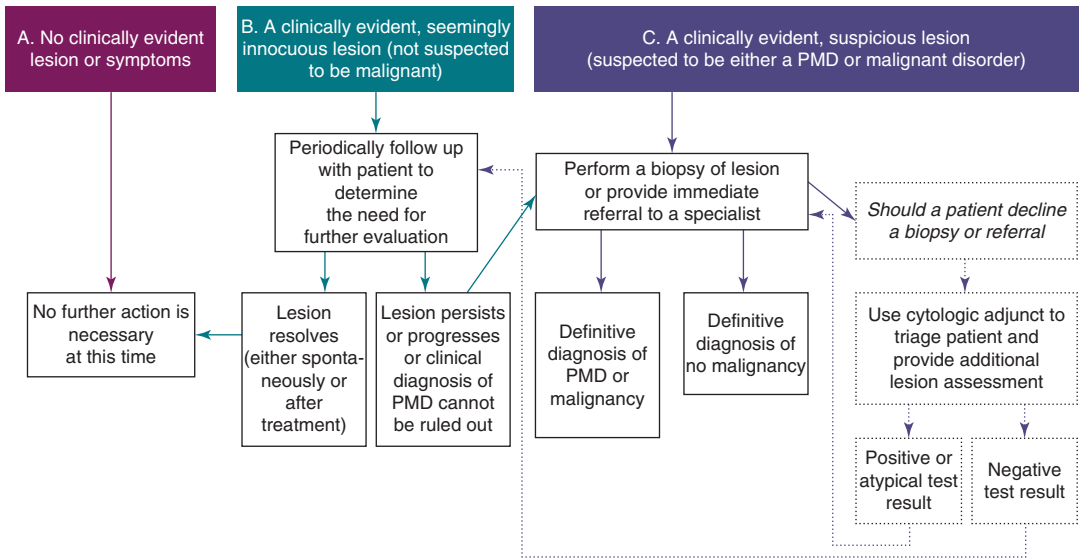 A. No clinically evident
lesion or symptoms
B. A clinically evident, seemingly
innocuous lesion (not suspected
to be malignant)
C. A clinically evident, suspicious lesion
(suspected to be either a PMD or malignant disorder)
Periodically follow up
with patient to
determine
the need for
further evaluation
Perform a biopsy of lesion
or provide immediate
referral to a specialist
Should a patient decline
a biopsy or referral
No further action is
necessary
at this time
Lesion
resolves
(either sponta-
neously or
after
treatment)
Lesion persists
or progresses
or clinical
diagnosis of
PMD cannot
be ruled out
Definitive
diagnosis of
PMD or
malignancy
Definitive
diagnosis of
no malignancy
Use cytologic adjunct to
triage patient and
provide additional
lesion assessment
Positive or
atypical test
result
Negative
test result